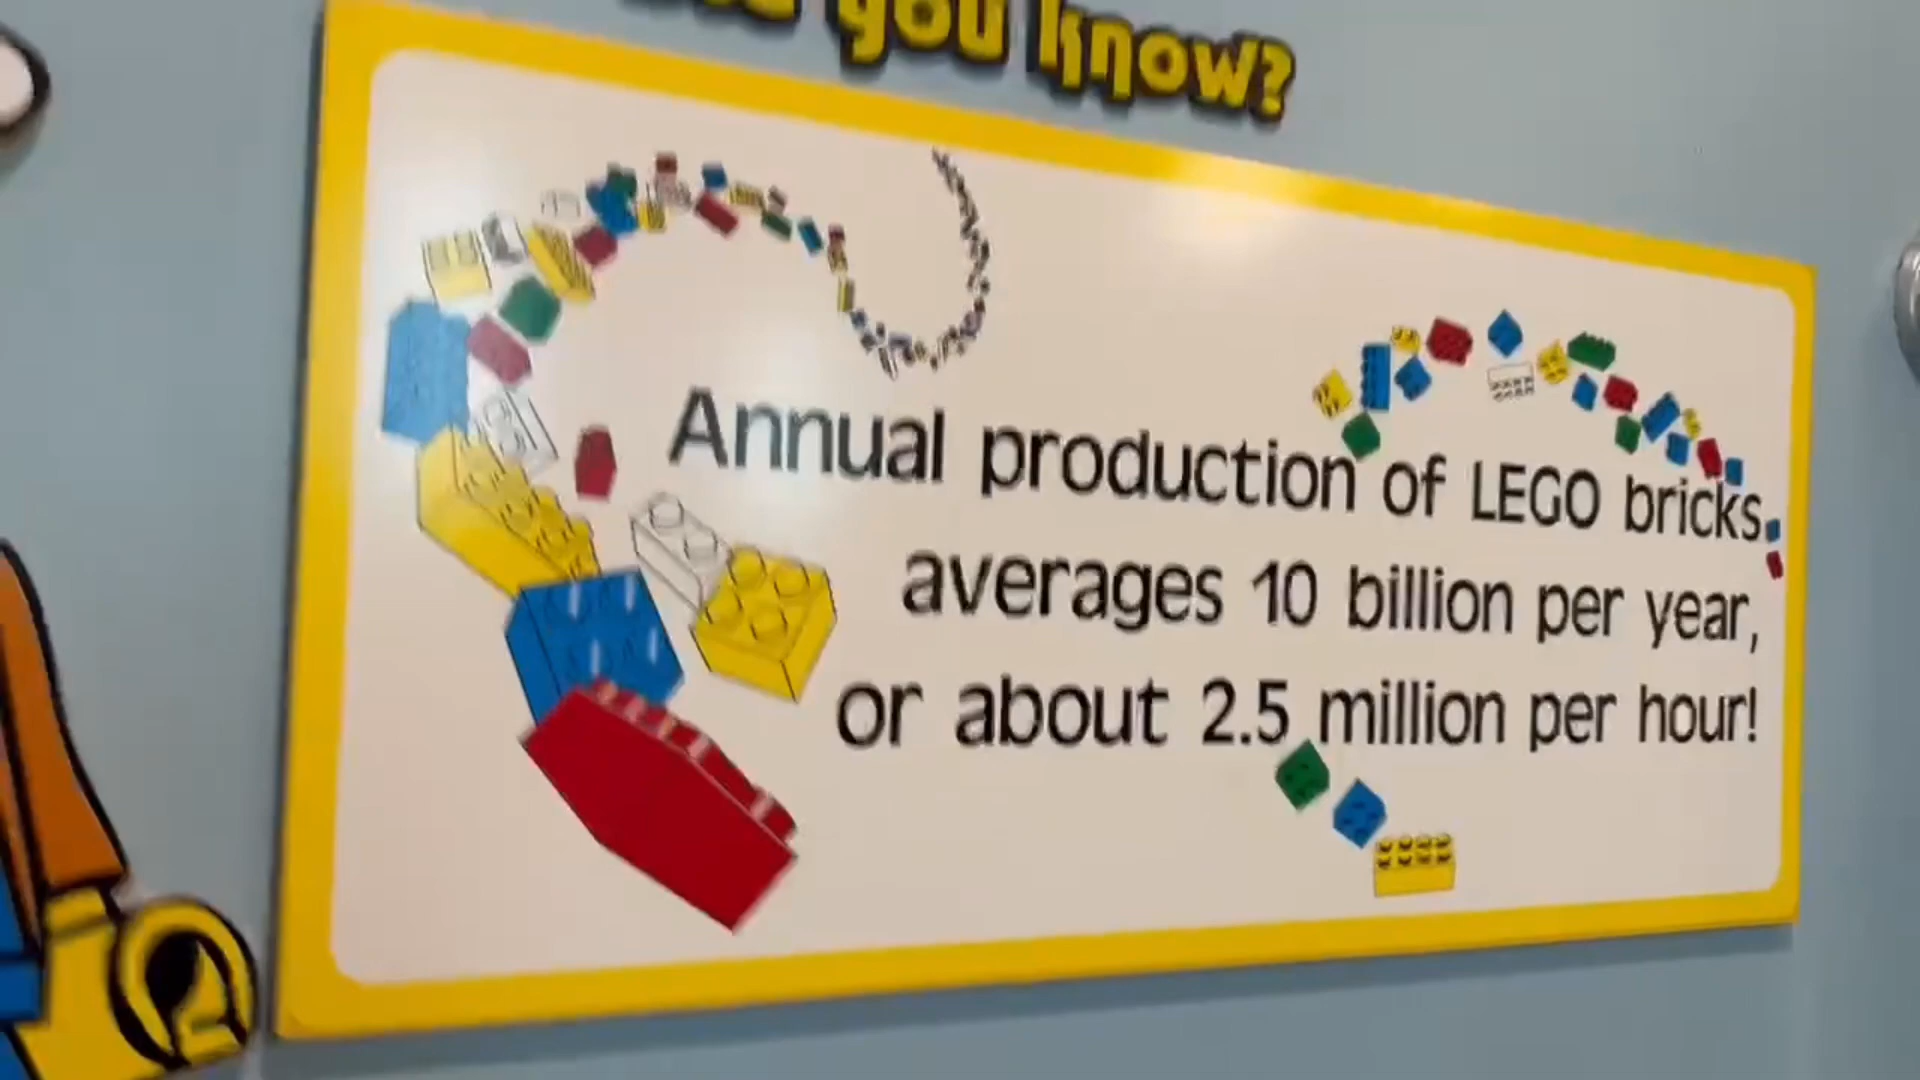 you know?
Annual production of LEGO bricks
averages 10 billion per year,
or about 2.5 million per hour!